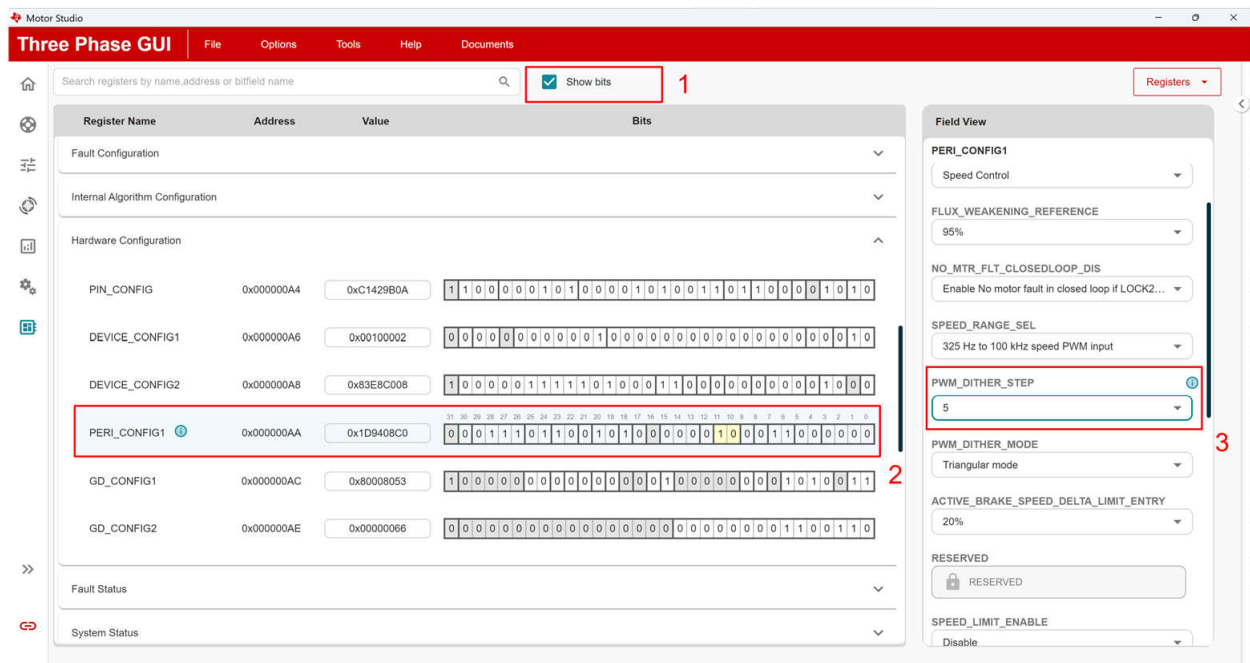 Motor Studio
Three Phase GUI File Options Tools Help Documents
Search registers by name,address or bitfield name
Show bits
1
Registers
Register Name Address Value Bits
Fault Configuration
Internal Algorithm Configuration
Hardware Configuration
PIN_CONFIG 0x000000A4 0xC1429B0A 1 1 0 0 0 0 0 1 0 1 0 0 0 0 1 0 1 0 0 1 1 0 1 1 0 0 0 0 1 0 1 0
DEVICE_CONFIG1 0x000000A6 0x00100002 0 0 0 0 0 0 0 0 0 0 0 1 0 0 0 0 0 0 0 0 0 0 0 0 0 0 0 0 0 0 1 0
DEVICE_CONFIG2 0x000000A8 0x83E8C008 1 0 0 0 0 0 1 1 1 1 1 0 1 0 0 0 1 1 0 0 0 0 0 0 0 0 0 0 1 0 0 0
31 30 29 28 27 26 25 24 23 22 21 20 19 18 17 16 15 14 13 12 11 10 9 8 7 6 5 4 3 2 1 0
PERI_CONFIG1 0x000000AA 0x1D9408C0 0 0 0 1 1 1 0 1 1 0 0 1 0 1 0 0 0 0 0 0 1 0 0 0 1 1 0 0 0 0 0 0
2
GD_CONFIG1 0x000000AC 0x80008053 1 0 0 0 0 0 0 0 0 0 0 0 0 0 0 0 1 0 0 0 0 0 0 0 0 1 0 1 0 0 1 1
GD_CONFIG2 0x000000AE 0x00000066 0 0 0 0 0 0 0 0 0 0 0 0 0 0 0 0 0 0 0 0 0 0 0 0 0 1 1 0 0 1 1 0
Fault Status
System Status
Field View
PERI_CONFIG1
Speed Control
FLUX_WEAKENING_REFERENCE
95%
NO_MTR_FLT_CLOSEDLOOP_DIS
Enable No motor fault in closed loop if LOCK2...
SPEED_RANGE_SEL
325 Hz to 100 kHz speed PWM input
PWM_DITHER_STEP
5
3
PWM_DITHER_MODE
Triangular mode
ACTIVE_BRAKE_SPEED_DELTA_LIMIT_ENTRY
20%
RESERVED
RESERVED
SPEED_LIMIT_ENABLE
Disable